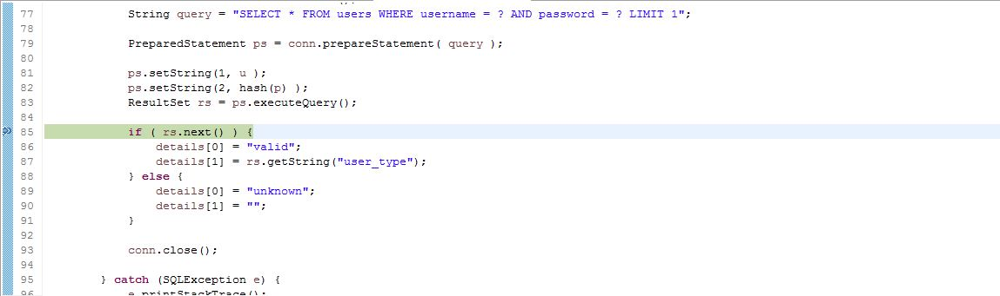 77 String query = "SELECT * FROM users WHERE username = ? AND password = ? LIMIT 1";
78
79 PreparedStatement ps = conn.prepareStatement( query );
80
81 ps.setString(1, u );
82 ps.setString(2, hash(p) );
83 ResultSet rs = ps.executeQuery();
84
85 if ( rs.next() ) {
86 details[0] = "valid";
87 details[1] = rs.getString("user_type");
88 } else {
89 details[0] = "unknown";
90 details[1] = "";
91 }
92
93 conn.close();
94
95 } catch (SQLException e) {
96 e.printStackTrace();